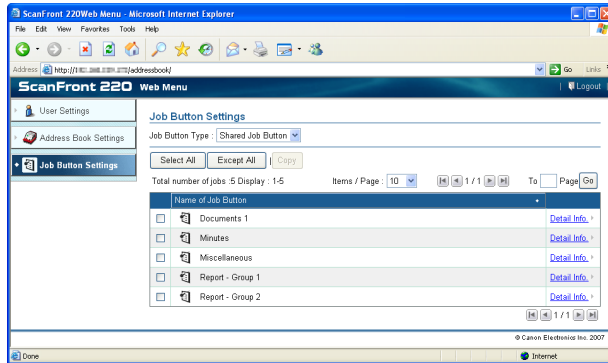 ScanFront 220Web Menu - Microsoft Internet Explorer
File Edit View Favorites Tools Help
Address http://1 /addressbook/ Go Links
ScanFront 220 Web Menu Logout
User Settings
Address Book Settings
Job Button Settings
Job Button Settings
Job Button Type : Shared Job Button
Select All Except All Copy
Total number of jobs :5 Display : 1-5 Items / Page : 10 1 / 1 To Page Go
Name of Job Button
Documents 1 Detail Info.
Minutes Detail Info.
Miscellaneous Detail Info.
Report - Group 1 Detail Info.
Report - Group 2 Detail Info.
1 / 1
© Canon Electronics Inc. 2007
Done Internet